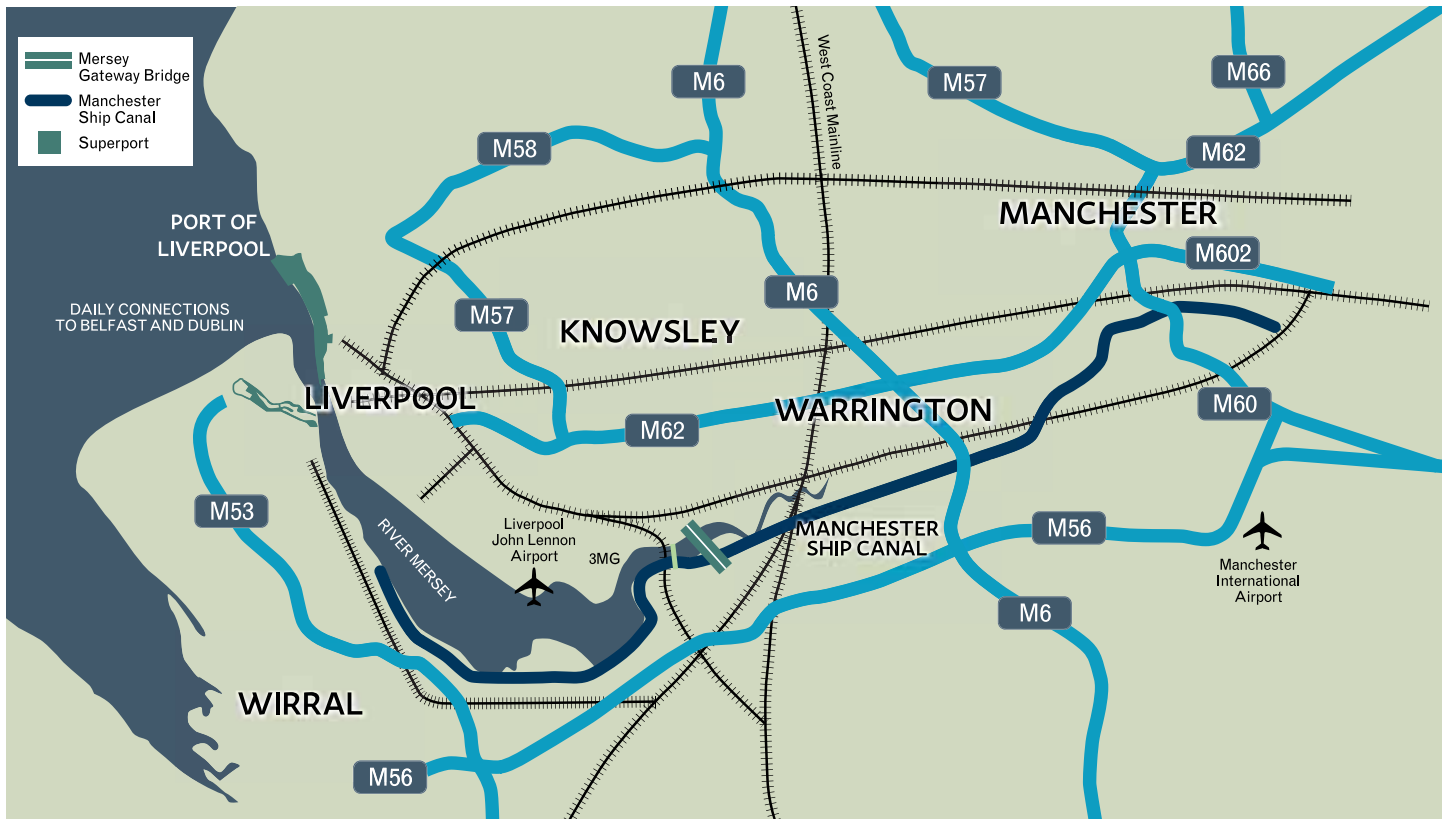 Mersey
Gateway Bridge
Manchester
Ship Canal
Superport
M6
West Coast Mainline
M57
M66
M58
M62
PORT OF
LIVERPOOL
MANCHESTER
M602
DAILY CONNECTIONS
TO BELFAST AND DUBLIN
M57
KNOWSLEY
M6
LIVERPOOL
WARRINGTON
M62
M60
M53
RIVER MERSEY
Liverpool
John Lennon
Airport
3MG
MANCHESTER
SHIP CANAL
M56
Manchester
International
Airport
M6
WIRRAL
M56